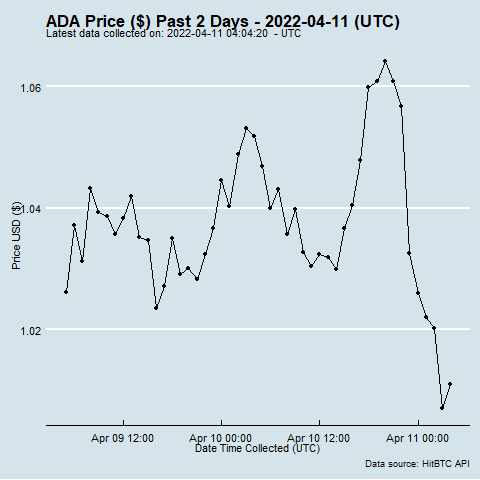 ADA Price ($) Past 2 Days - 2022-04-11 (UTC)
Latest data collected on: 2022-04-11 04:04:20  - UTC
1.06
1.04
1.02
Price USD ($)
Apr 09 12:00
Apr 10 00:00
Apr 10 12:00
Apr 11 00:00
Date Time Collected (UTC)
Data source: HitBTC API